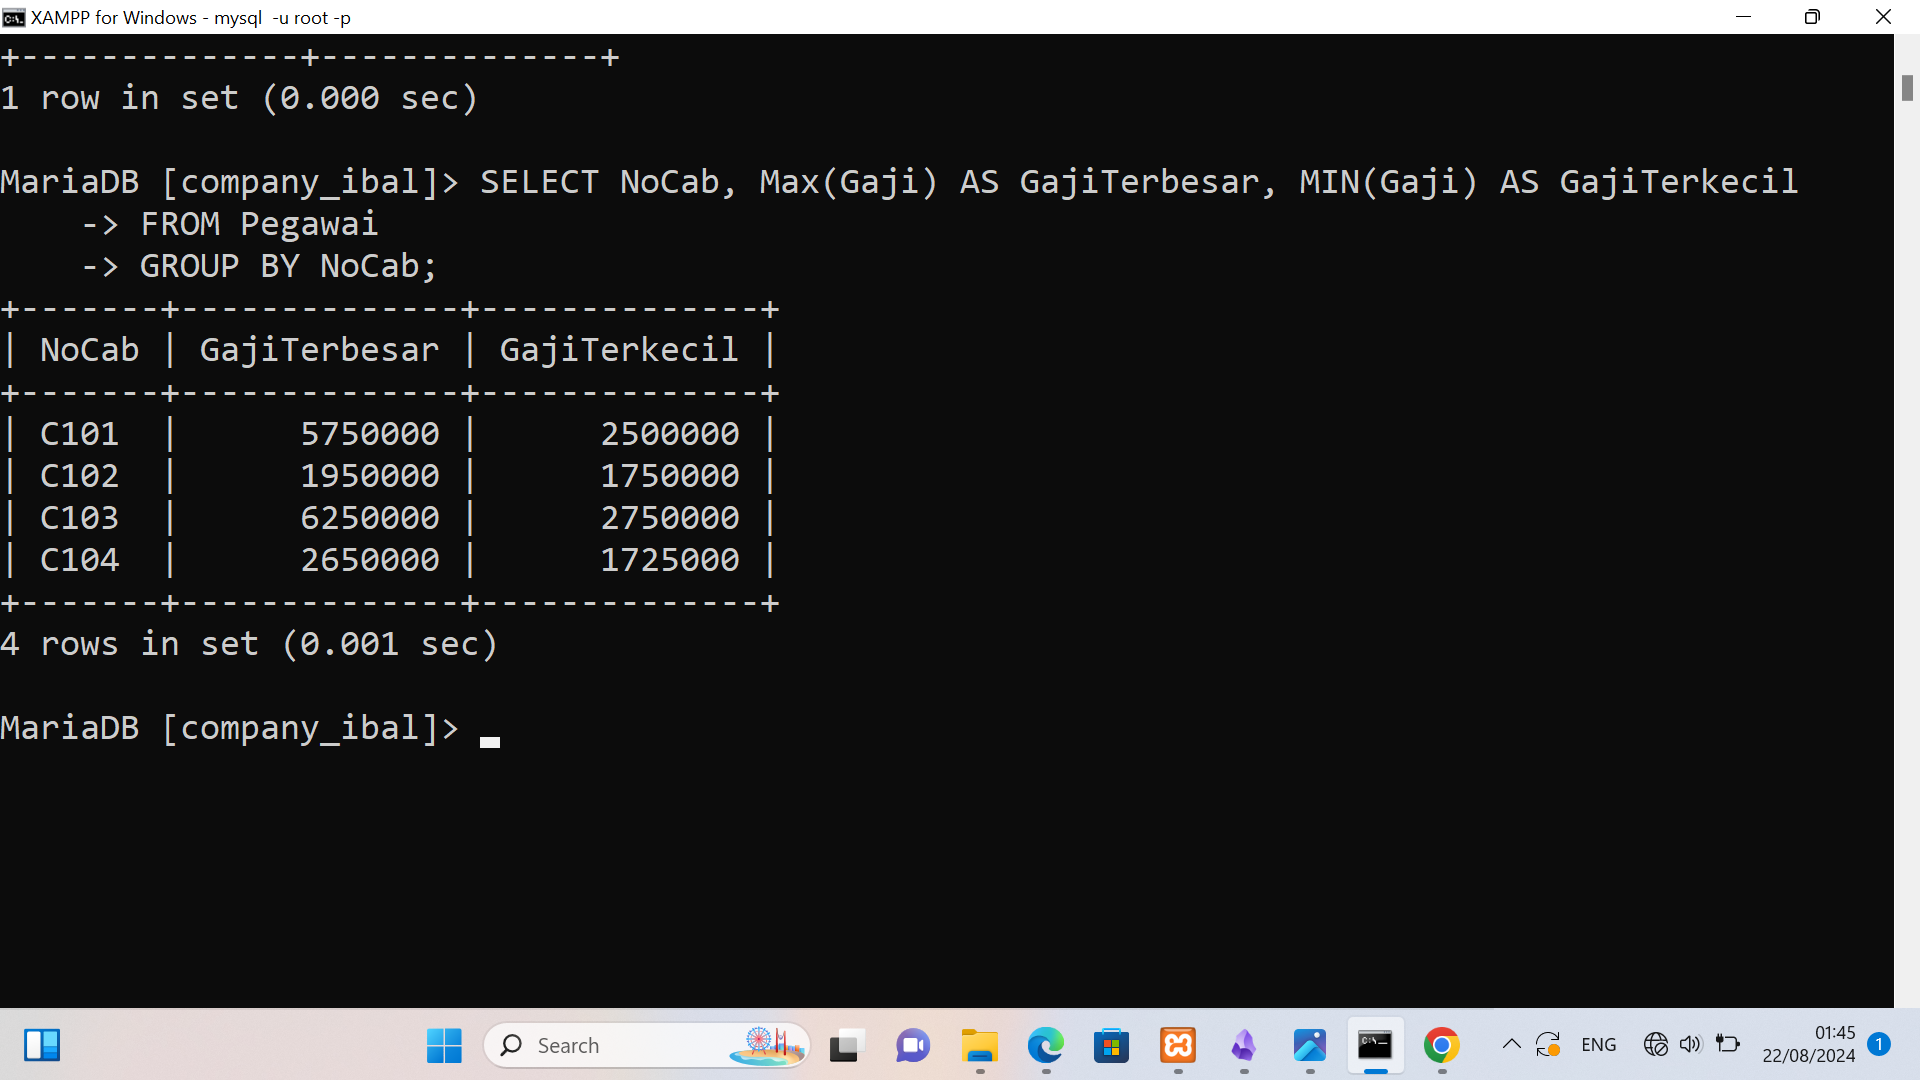 XAMPP for Windows - mysql  -u root -p
+--------------+--------------+
1 row in set (0.000 sec)
MariaDB [company_ibal]> SELECT NoCab, Max(Gaji) AS GajiTerbesar, MIN(Gaji) AS GajiTerkecil
    -> FROM Pegawai
    -> GROUP BY NoCab;
+-------+--------------+--------------+
| NoCab | GajiTerbesar | GajiTerkecil |
+-------+--------------+--------------+
| C101  |      5750000 |      2500000 |
| C102  |      1950000 |      1750000 |
| C103  |      6250000 |      2750000 |
| C104  |      2650000 |      1725000 |
+-------+--------------+--------------+
4 rows in set (0.001 sec)
MariaDB [company_ibal]> _
Search
ENG
01:45
22/08/2024
1